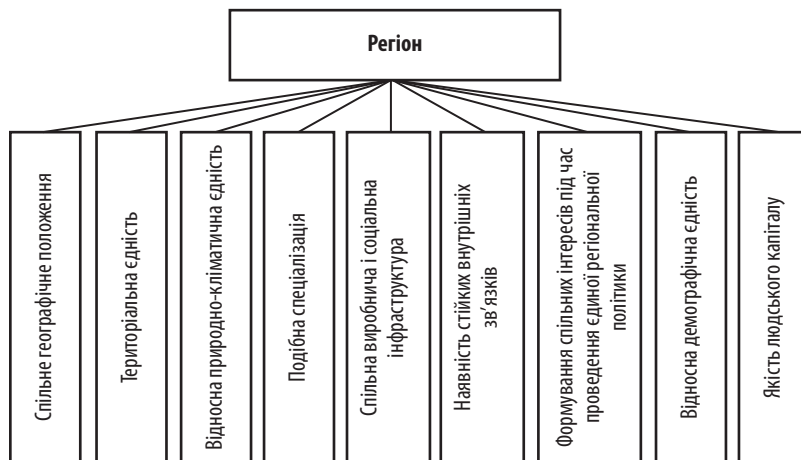 Регіон
Спільне географічне положення
Територіальна єдність
Відносна природно-кліматична єдність
Подібна спеціалізація
Спільна виробнича і соціальна
інфраструктура
Наявність стійких внутрішніх
зв’язків
Формування спільних інтересів під час
проведення єдиної регіональної
політики
Відносна демографічна єдність
Якість людського капіталу